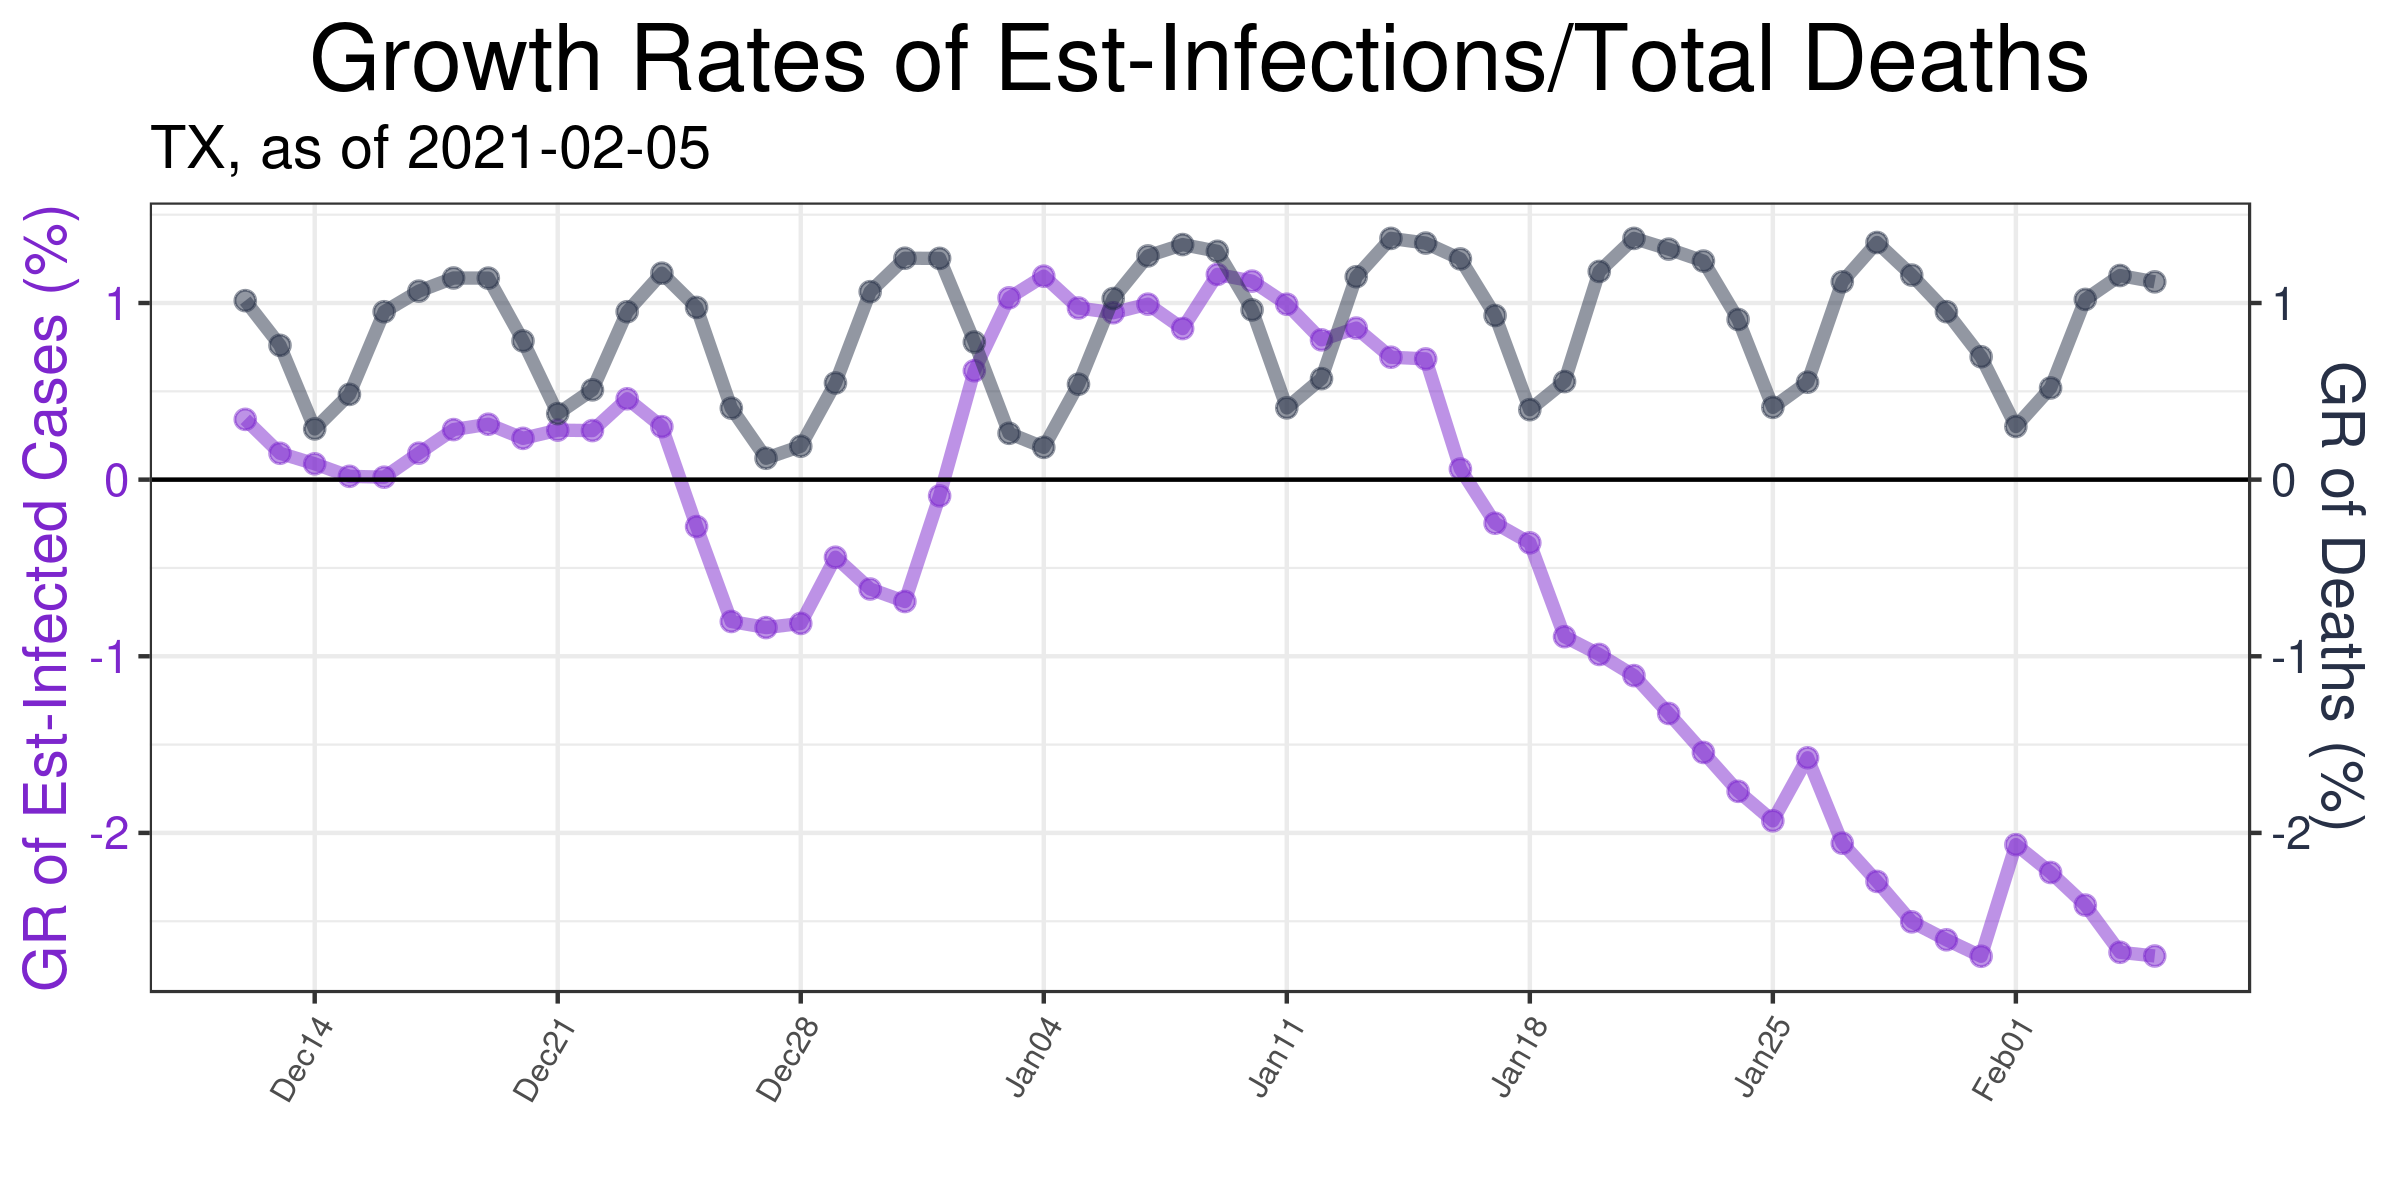 Growth Rates of Est-Infections/Total Deaths
TX, as of 2021-02-05
GR of Est-Infected Cases (%)
1
0
-1
-2
1
0
-1
-2
GR of Deaths (%)
Dec14
Dec21
Dec28
Jan04
Jan11
Jan18
Jan25
Feb01